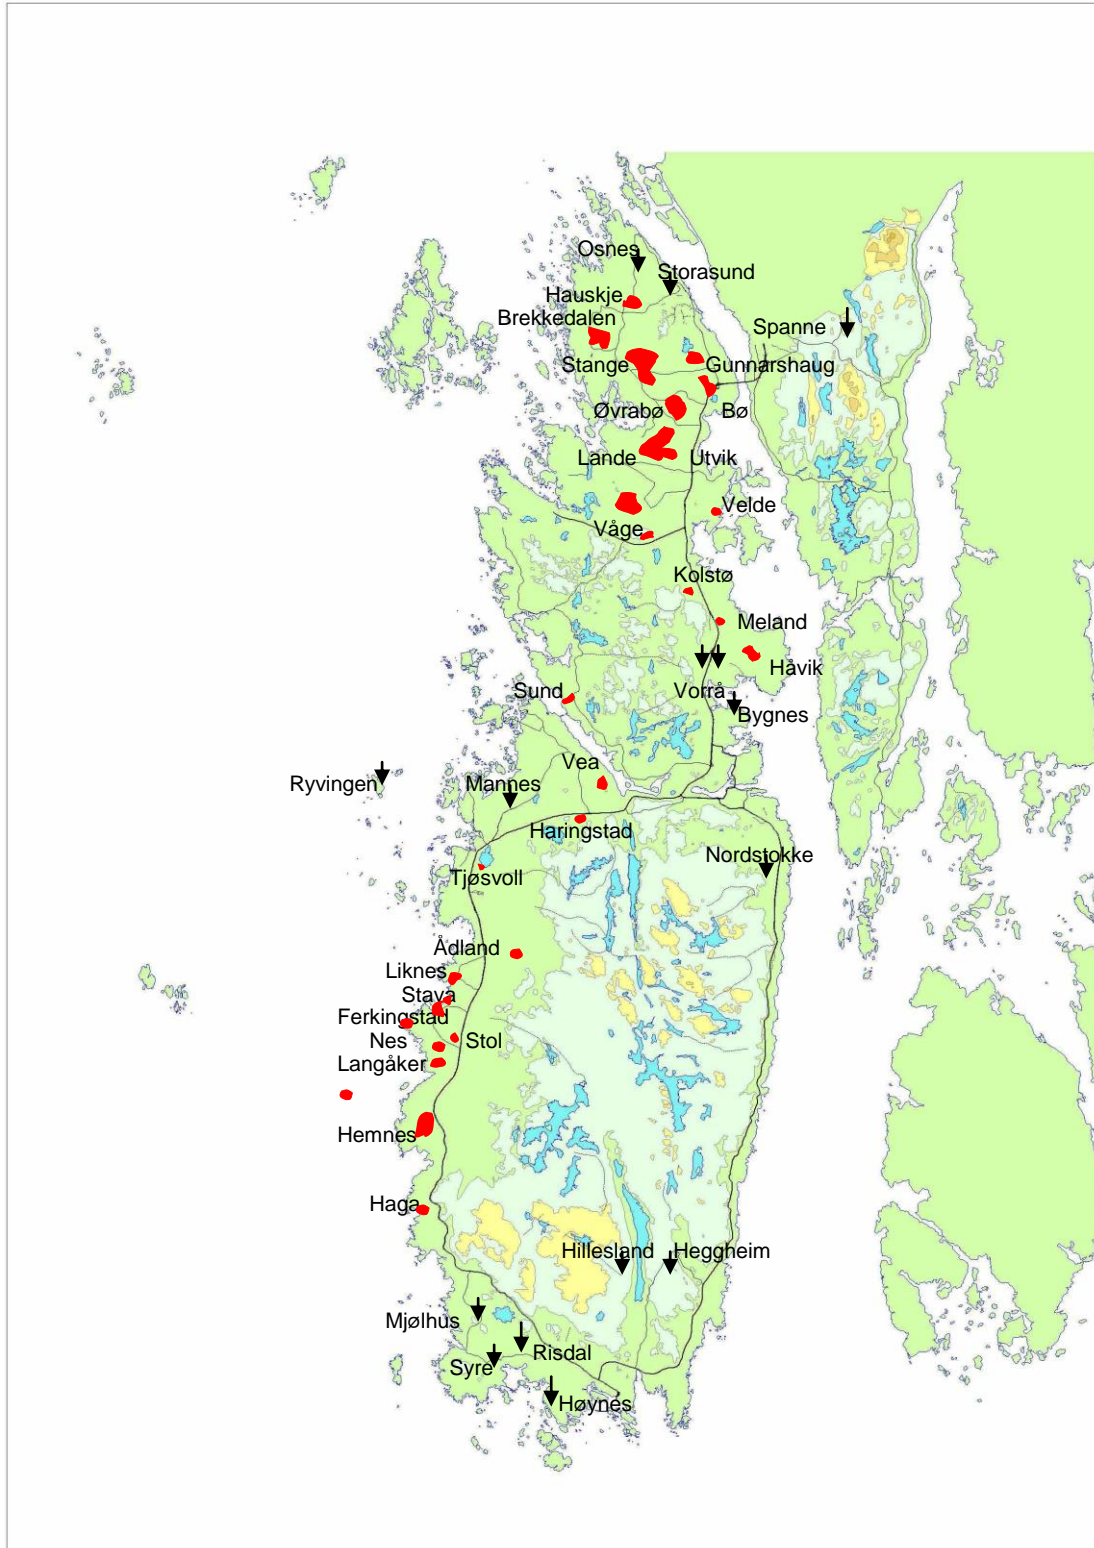 Osnes
Storasund
Hauskje
Brekkedalen
Spanne
Stange
Gunnarshaug
Øvrabø
Bø
Lande
Utvik
Velde
Våge
Kolstø
Meland
Håvik
Sund
Vorrå
Bygnes
Vea
Ryvingen
Mannes
Haringstad
Nordstokke
Tjøsvoll
Ådland
Liknes
Stava
Ferkingstad
Nes
Stol
Langåker
Hemnes
Haga
Hillesland
Heggheim
Mjølhus
Risdal
Syre
Høynes